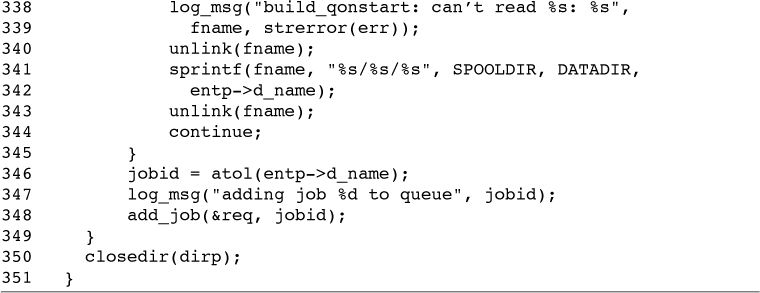 338                log_msg("build_qonstart: can’t read %s: %s",
339                  fname, strerror(err));
340                unlink(fname);
341                sprintf(fname, "%s/%s/%s", SPOOLDIR, DATADIR,
342                  entp->d_name);
343                unlink(fname);
344                continue;
345            }
346            jobid = atol(entp->d_name);
347            log_msg("adding job %d to queue", jobid);
348            add_job(&req, jobid);
349        }
350        closedir(dirp);
351      }